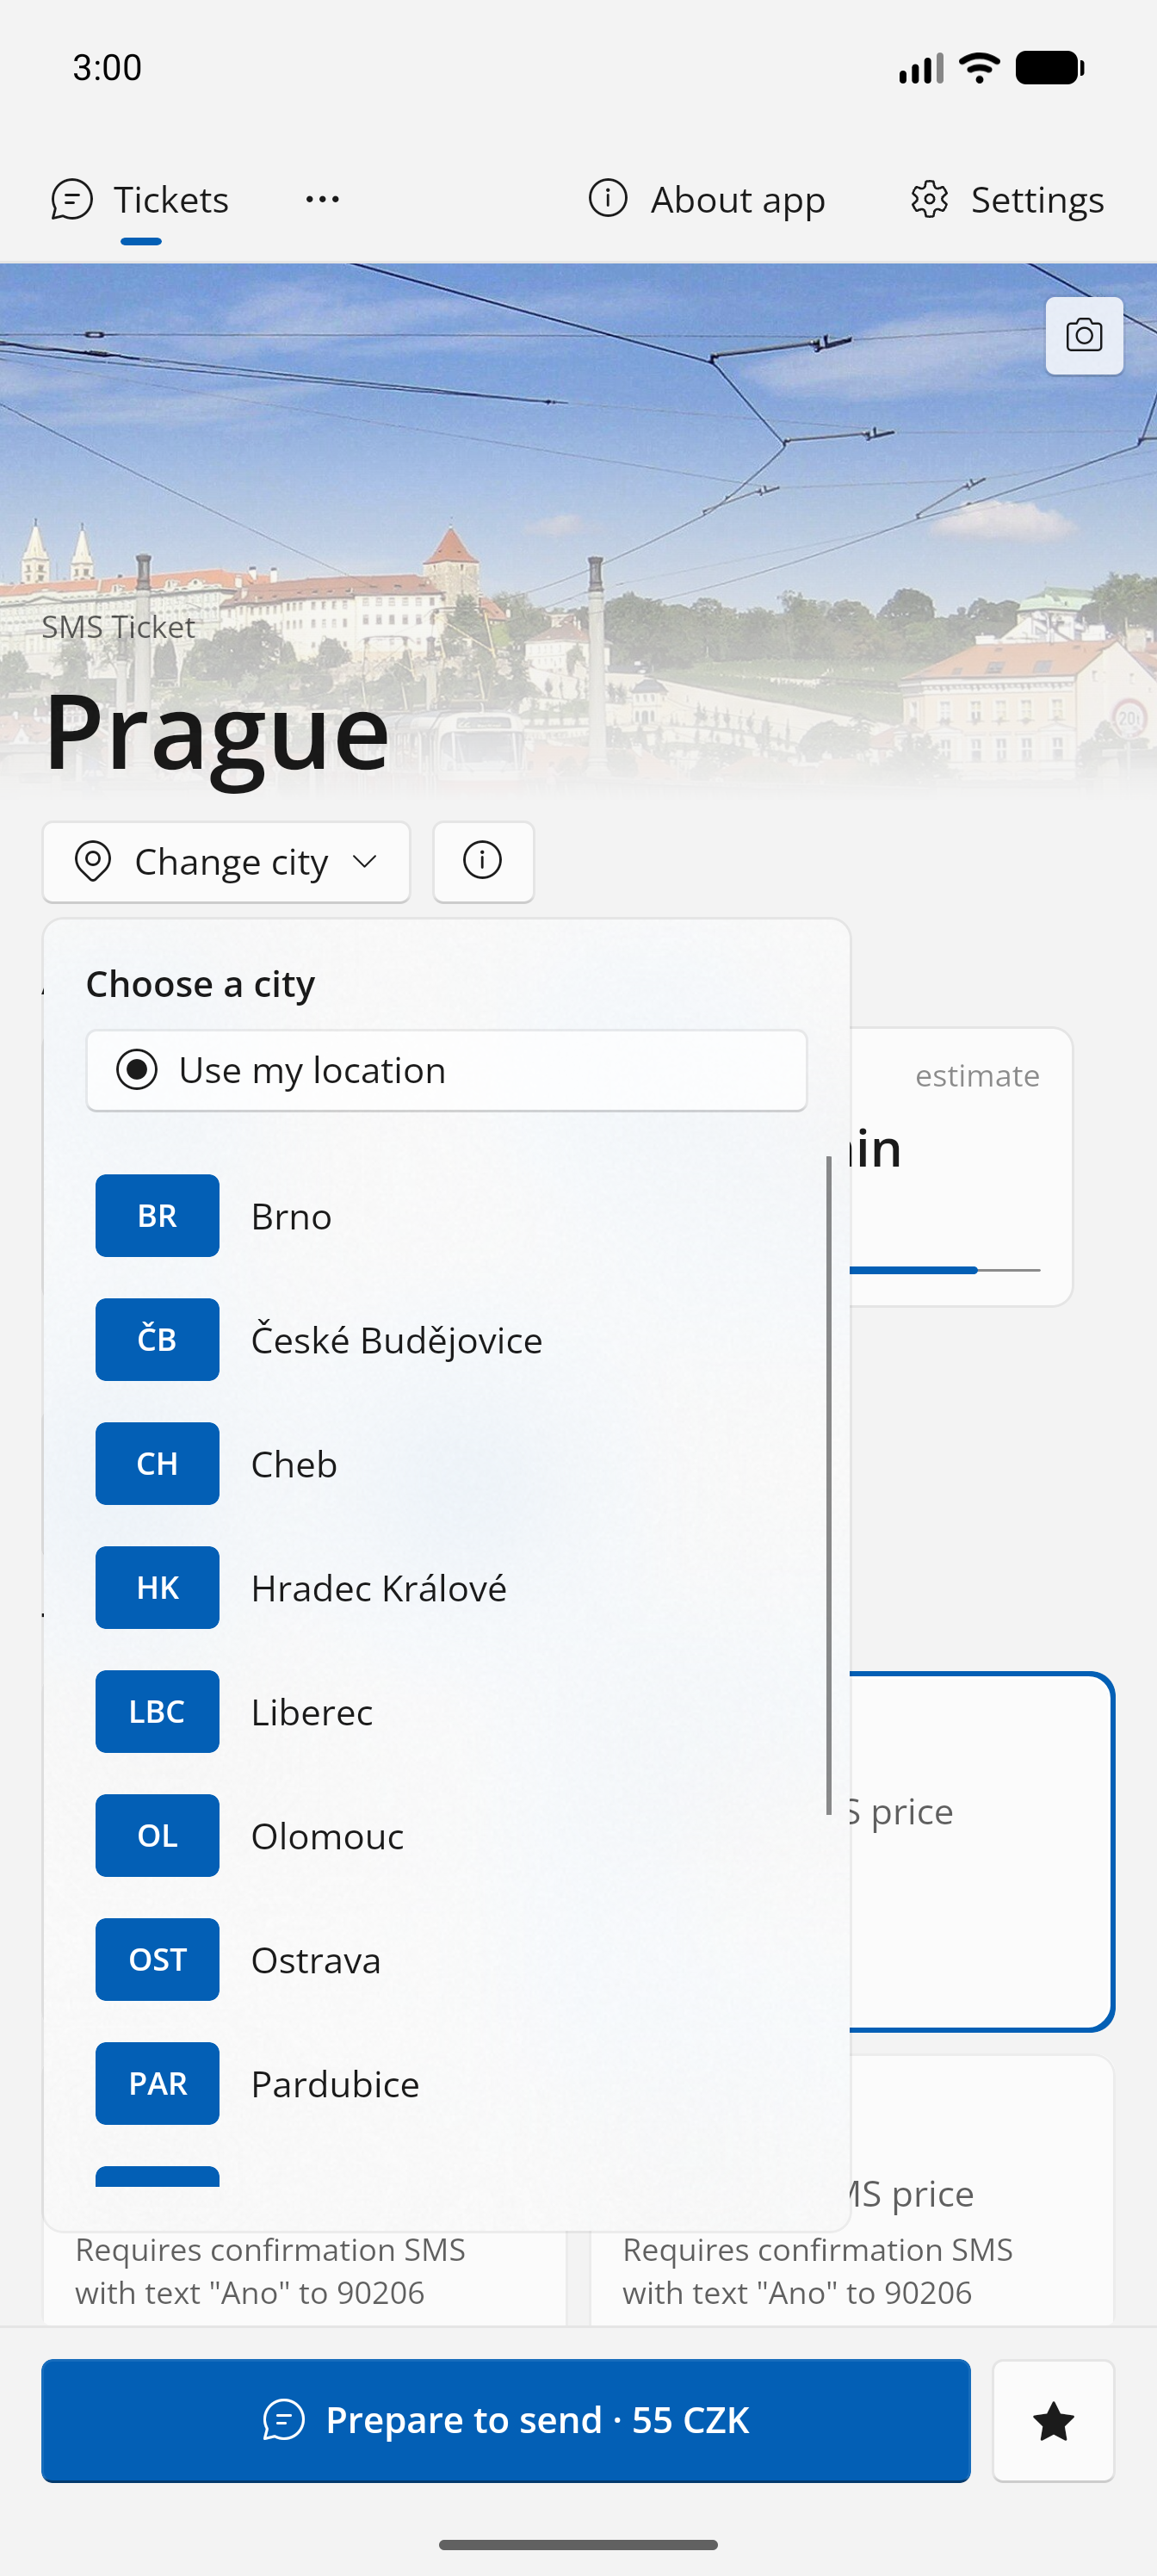 3:00
Tickets
About app
Settings
SMS Ticket
Prague
Change city
Choose a city
Use my location
estimate
BR Brno
ČB České Budějovice
CH Cheb
HK Hradec Králové
LBC Liberec
OL Olomouc
price
OST Ostrava
PAR Pardubice
price
Requires confirmation SMS
with text "Ano" to 90206
Requires confirmation SMS
with text "Ano" to 90206
Prepare to send · 55 CZK